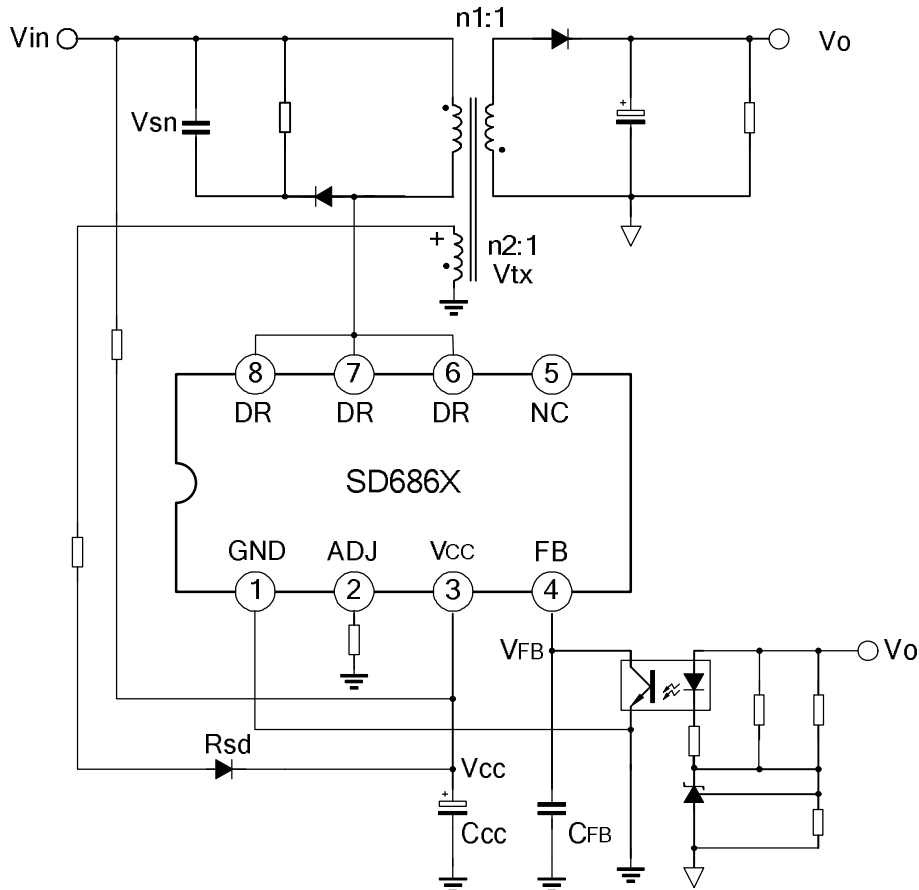 n1:1
Vin
Vo
Vsn
+
+
n2:1
Vtx
8
7
6
5
DR
DR
DR
NC
SD686X
GND
ADJ
Vcc
FB
1
2
3
4
VFB
Vo
Rsd
Vcc
+
Ccc
CFB